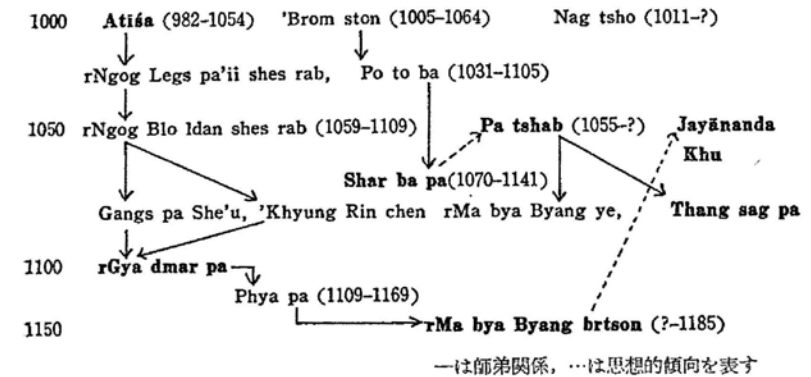 1000 Atiśa (982-1054) 'Brom ston (1005-1064) Nag tsho (1011-?)
rNgog Legs pa'ii shes rab, Po to ba (1031-1105)
1050 rNgog Blo ldan shes rab (1059-1109) Pa tshab (1055-?) Jayānanda
Khu
Shar ba pa(1070-1141)
Gangs pa She'u, 'Khyung Rin chen rMa bya Byang ye, Thang sag pa
1100 rGya dmar pa
Phya pa (1109-1169)
1150 rMa bya Byang brtson (?-1185)
—は師弟関係, …は思想的傾向を表す